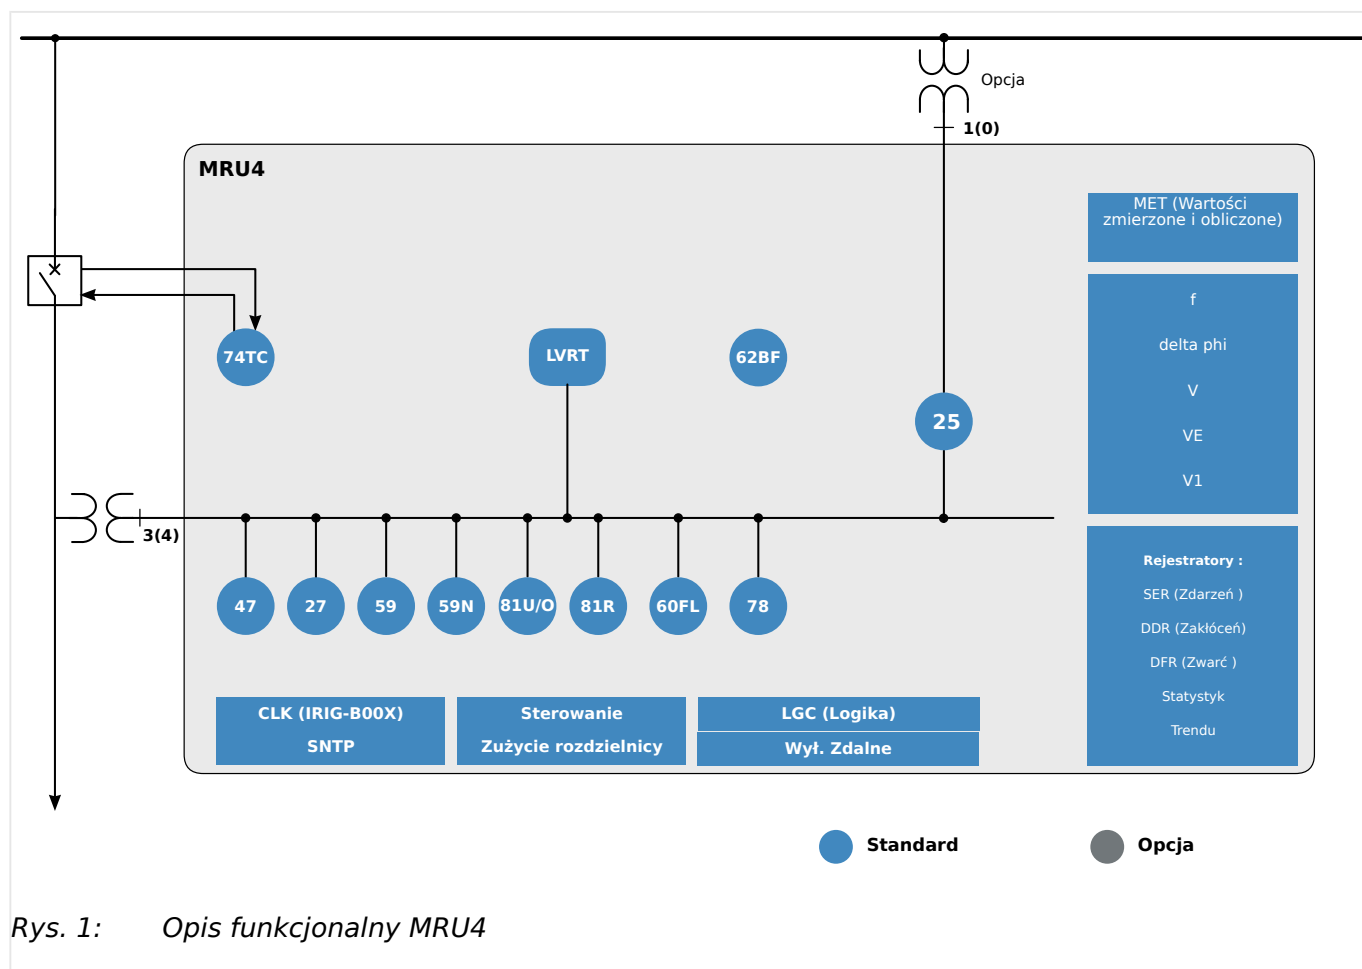 Opcja
1(0)
MRU4
MET (Wartości
zmierzone i obliczone)
f
delta phi
V
VE
V1
74TC
LVRT
62BF
25
3(4)
47
27
59
59N
81U/O
81R
60FL
78
Rejestratory :
SER (Zdarzeń )
DDR (Zakłóceń)
DFR (Zwarć )
Statystyk
Trendu
CLK (IRIG-B00X)
SNTP
Sterowanie
Zużycie rozdzielnicy
LGC (Logika)
Wył. Zdalne
Standard
Opcja
Rys. 1: Opis funkcjonalny MRU4